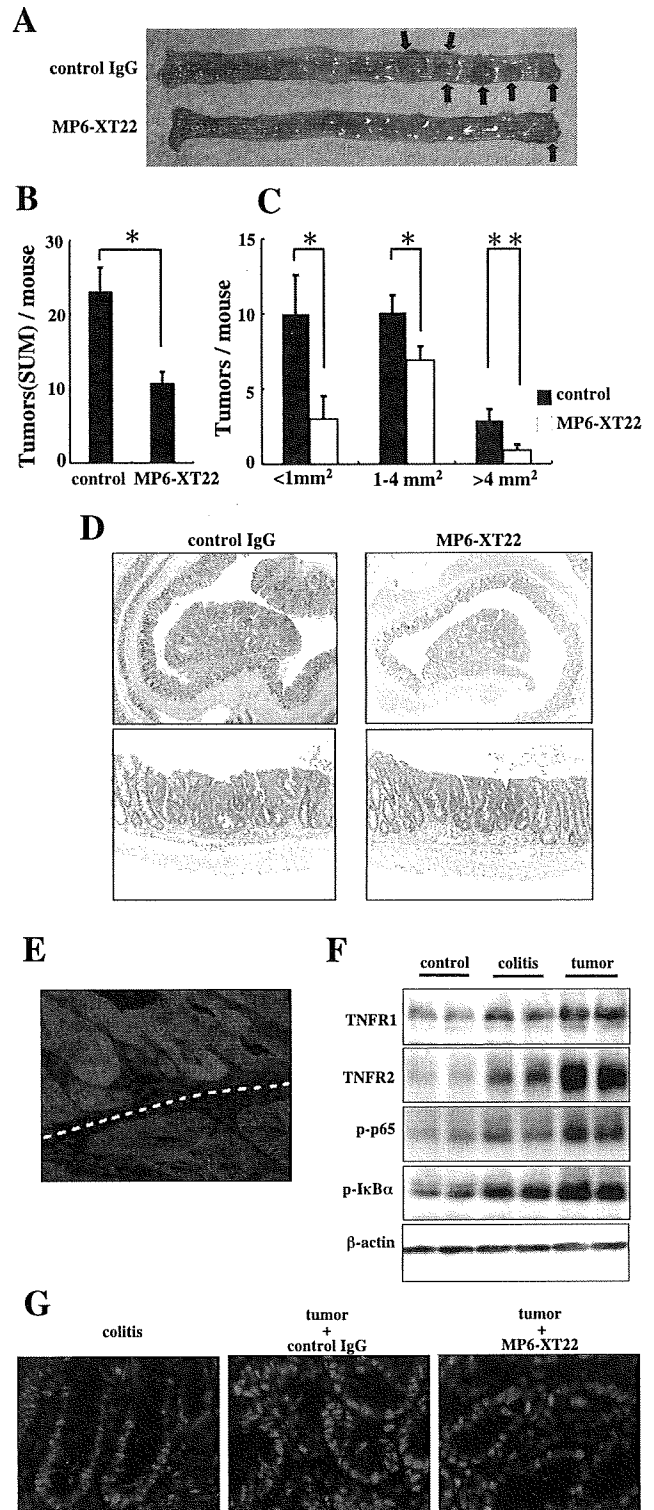 A
control IgG
MP6-XT22
B
C
*
Tumors(SUM) / mouse
30
20
10
0
control MP6-XT22
* * * *
Tumors / mouse
15
10
5
0
<1mm² 1-4 mm² >4 mm²
control
MP6-XT22
D
control IgG MP6-XT22
E
F
control colitis tumor
TNFR1
TNFR2
p-p65
p-IκBα
β-actin
G
colitis
tumor
+
control IgG
tumor
+
MP6-XT22